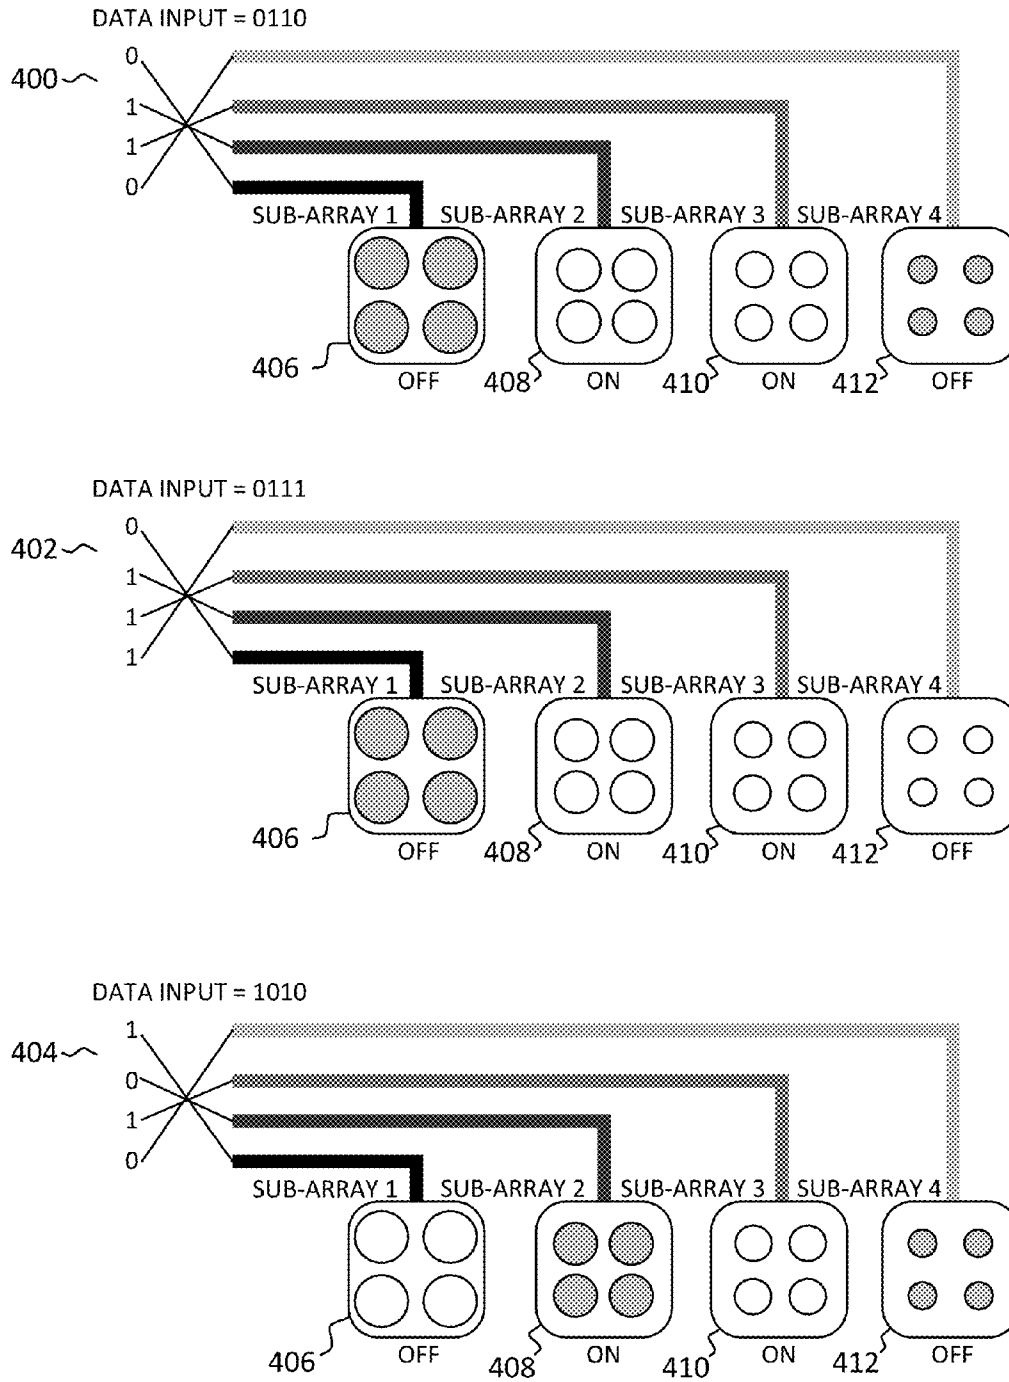 DATA INPUT = 0110
0
400
1
1
0
SUB-ARRAY 1 SUB-ARRAY 2 SUB-ARRAY 3 SUB-ARRAY 4
406 408 410 412
OFF ON ON OFF
DATA INPUT = 0111
0
402
1
1
1
SUB-ARRAY 1 SUB-ARRAY 2 SUB-ARRAY 3 SUB-ARRAY 4
406 408 410 412
OFF ON ON OFF
DATA INPUT = 1010
1
404
0
1
0
SUB-ARRAY 1 SUB-ARRAY 2 SUB-ARRAY 3 SUB-ARRAY 4
406 408 410 412
OFF ON ON OFF